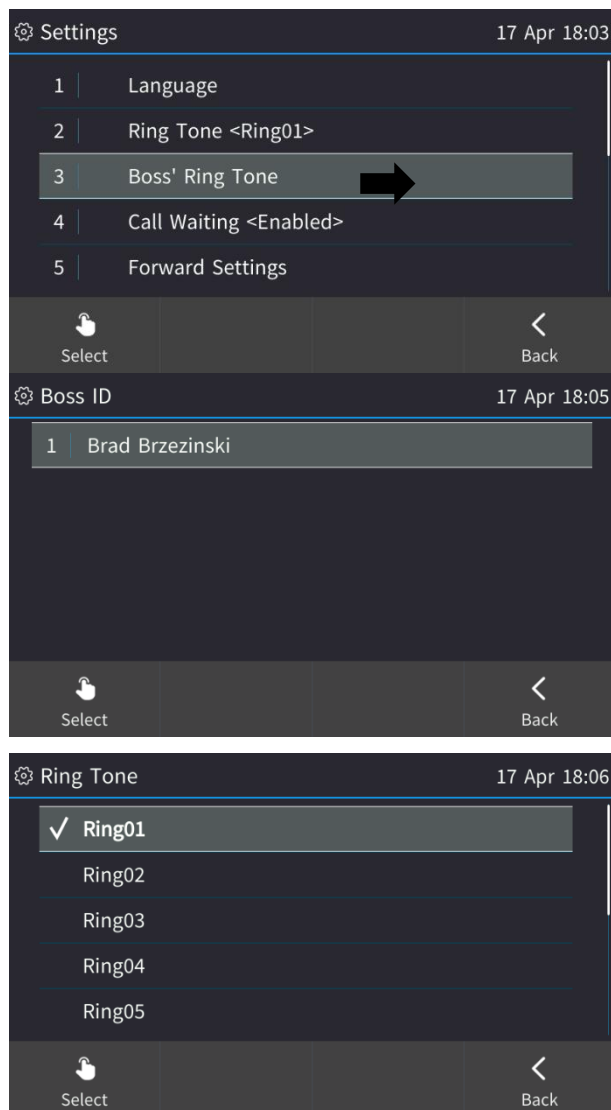 Settings 17 Apr 18:03
1 Language
2 Ring Tone <Ring01>
3 Boss' Ring Tone
4 Call Waiting <Enabled>
5 Forward Settings
Select Back
Boss ID 17 Apr 18:05
1 Brad Brzezinski
Select Back
Ring Tone 17 Apr 18:06
Ring01
Ring02
Ring03
Ring04
Ring05
Select Back